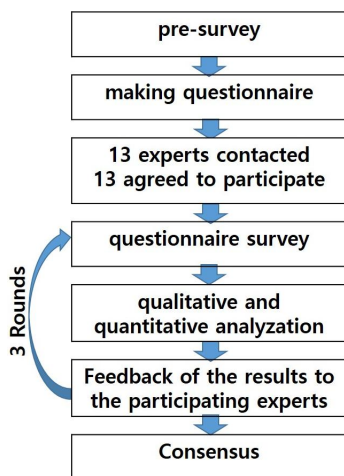 pre-survey
making questionnaire
13 experts contacted
13 agreed to participate
questionnaire survey
qualitative and
quantitative analyzation
Feedback of the results to
the participating experts
Consensus
3 Rounds